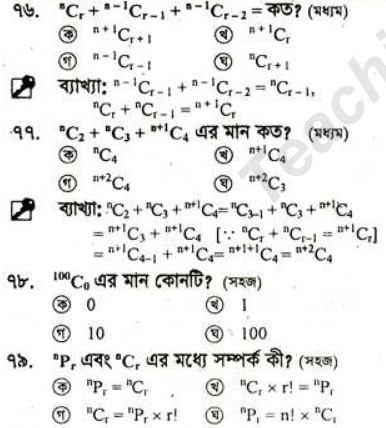 ৭৬. ⁿCᵣ + ⁿ⁻¹Cᵣ₋₁ + ⁿ⁻¹Cᵣ₋₂ = কত? (মধ্যম)
ক ⁿ⁺¹Cᵣ₊₁ খ ⁿ⁺¹Cᵣ
গ ⁿ⁻¹Cᵣ₋₁ ঘ ⁿCᵣ₊₁
ব্যাখ্যা: ⁿ⁻¹Cᵣ₋₁ + ⁿ⁻¹Cᵣ₋₂ = ⁿCᵣ₋₁,
ⁿCᵣ + ⁿCᵣ₋₁ = ⁿ⁺¹Cᵣ
৭৭. ⁿC₂ + ⁿC₃ + ⁿ⁺¹C₄ এর মান কত? (মধ্যম)
ক ⁿC₄ খ ⁿ⁺¹C₄
গ ⁿ⁺²C₄ ঘ ⁿ⁺²C₃
ব্যাখ্যা: ⁿC₂ + ⁿC₃ + ⁿ⁺¹C₄= ⁿC₃₋₁ + ⁿC₃ + ⁿ⁺¹C₄
= ⁿ⁺¹C₃ + ⁿ⁺¹C₄ [∵ ⁿCᵣ + ⁿCᵣ₋₁ = ⁿ⁺¹Cᵣ]
= ⁿ⁺¹C₄₋₁ + ⁿ⁺¹C₄= ⁿ⁺¹⁺¹C₄= ⁿ⁺²C₄
৭৮. ¹⁰⁰C₀ এর মান কোনটি? (সহজ)
ক 0 খ 1
গ 10 ঘ 100
৭৯. ⁿPᵣ এবং ⁿCᵣ এর মধ্যে সম্পর্ক কী? (সহজ)
ক ⁿPᵣ = ⁿCᵣ খ ⁿCᵣ × r! = ⁿPᵣ
গ ⁿCᵣ = ⁿPᵣ × r! ঘ ⁿPᵣ = n! × ⁿCᵣ
Teachi